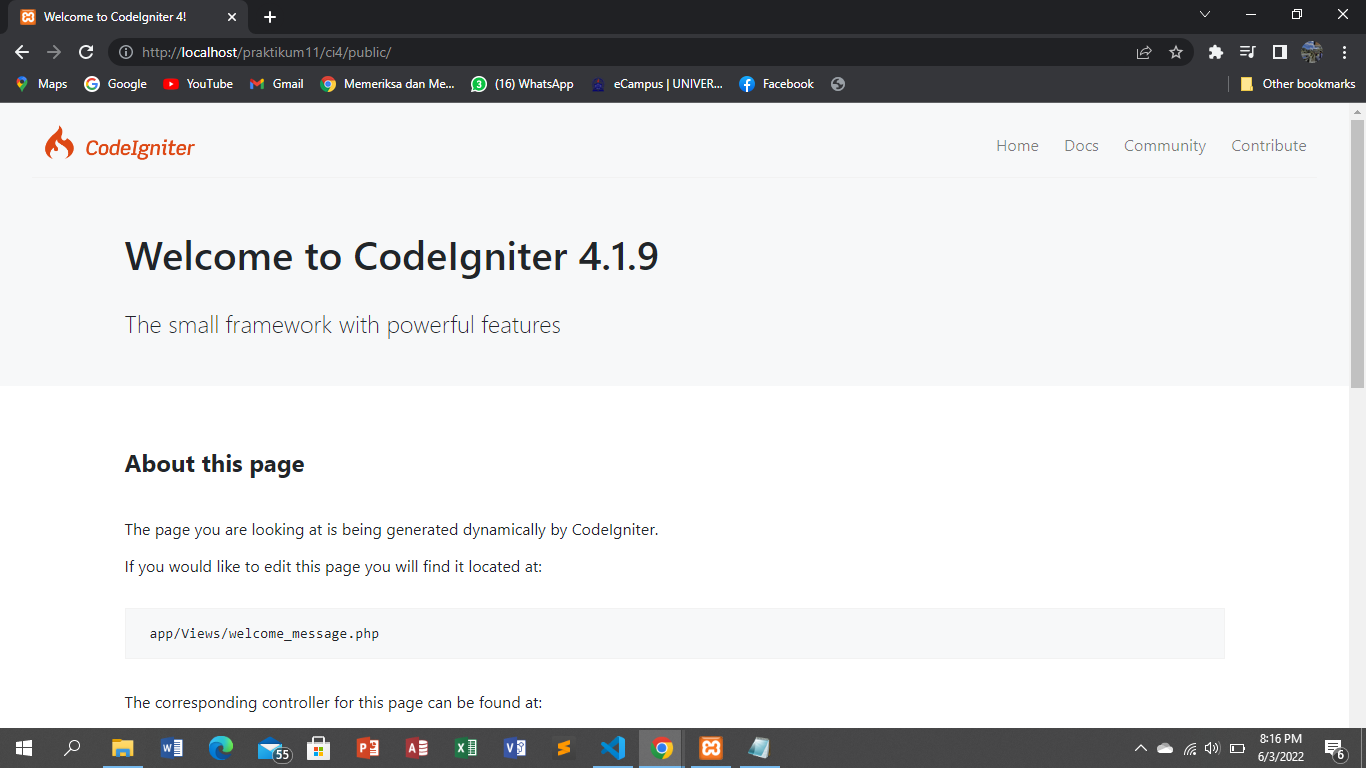 Welcome to CodeIgniter 4!
http://localhost/praktikum11/ci4/public/
Maps
Google
YouTube
Gmail
Memeriksa dan Me...
3
(16) WhatsApp
eCampus | UNIVER...
Facebook
Other bookmarks
CodeIgniter
Home
Docs
Community
Contribute
Welcome to CodeIgniter 4.1.9
The small framework with powerful features
About this page
The page you are looking at is being generated dynamically by CodeIgniter.
If you would like to edit this page you will find it located at:
app/Views/welcome_message.php
The corresponding controller for this page can be found at:
55
8:16 PM
6/3/2022
6